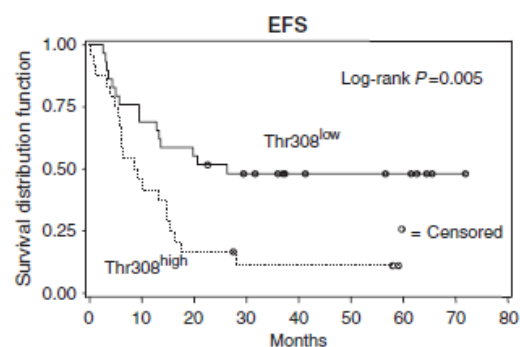 EFS
Survival distribution function
1.00
0.75
0.50
0.25
0.00
Log-rank P=0.005
Thr308low
Thr308high
= Censored
0 10 20 30 40 50 60 70 80
Months